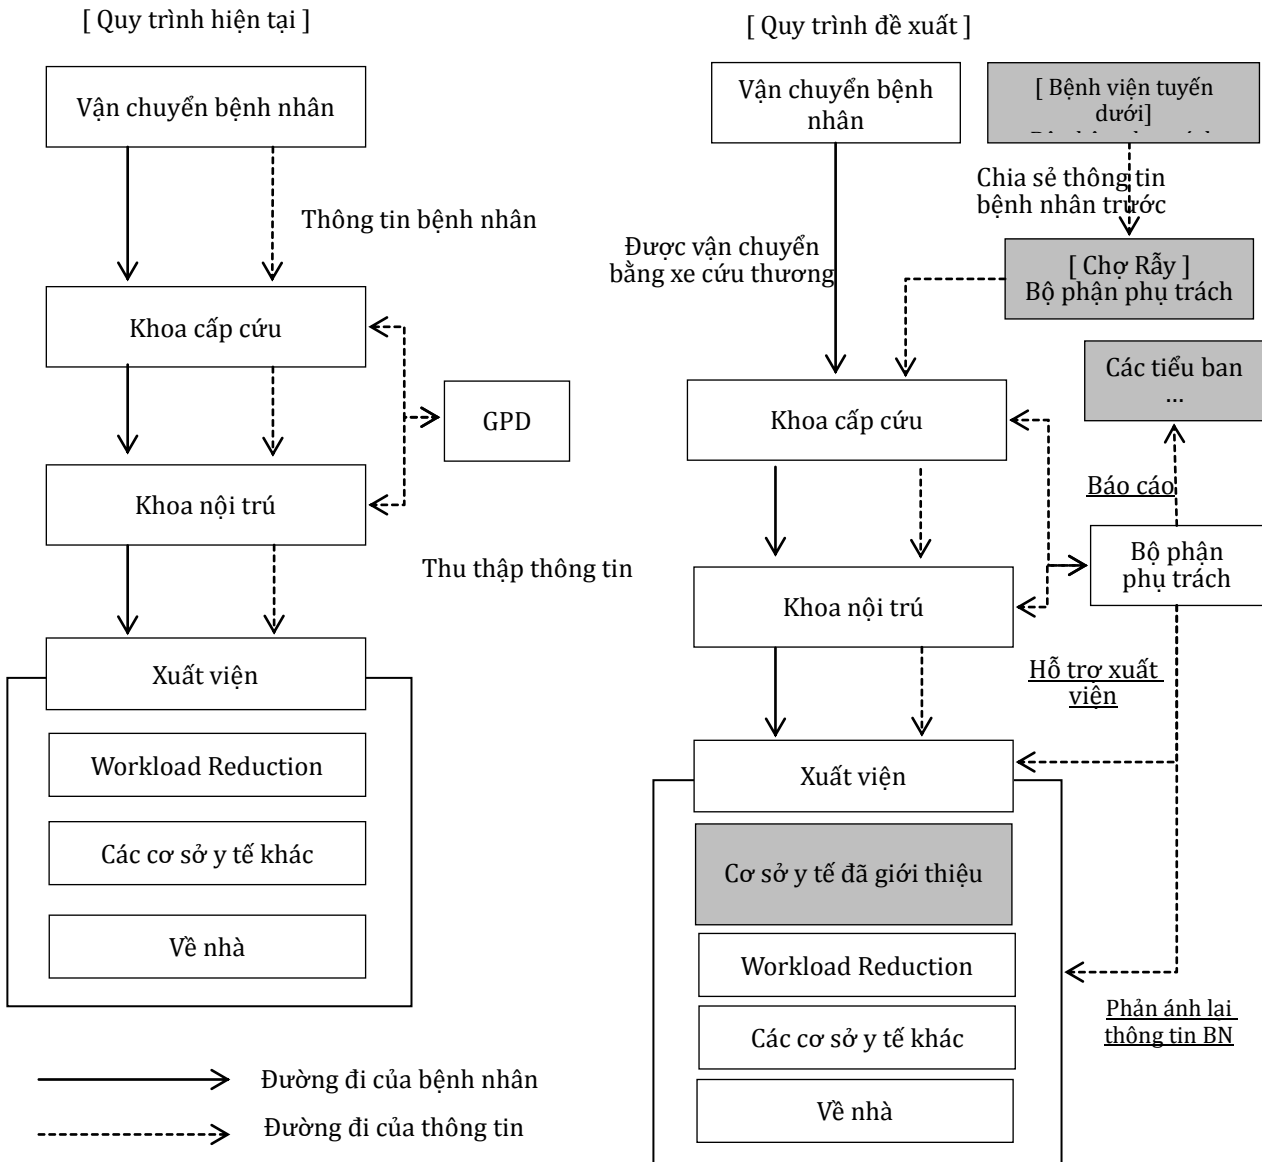 [ Quy trình hiện tại ]
Vận chuyển bệnh nhân
Thông tin bệnh nhân
Khoa cấp cứu
GPD
Khoa nội trú
Thu thập thông tin
Xuất viện
Workload Reduction
Các cơ sở y tế khác
Về nhà
Đường đi của bệnh nhân
Đường đi của thông tin
[ Quy trình đề xuất ]
Vận chuyển bệnh
nhân
[ Bệnh viện tuyến
dưới]
Chia sẻ thông tin
bệnh nhân trước
Được vận chuyển
bằng xe cứu thương
[ Chợ Rẫy ]
Bộ phận phụ trách
Các tiểu ban
...
Khoa cấp cứu
Báo cáo
Bộ phận
phụ trách
Khoa nội trú
Hỗ trợ xuất
viện
Xuất viện
Cơ sở y tế đã giới thiệu
Workload Reduction
Các cơ sở y tế khác
Về nhà
Phản ánh lại
thông tin BN